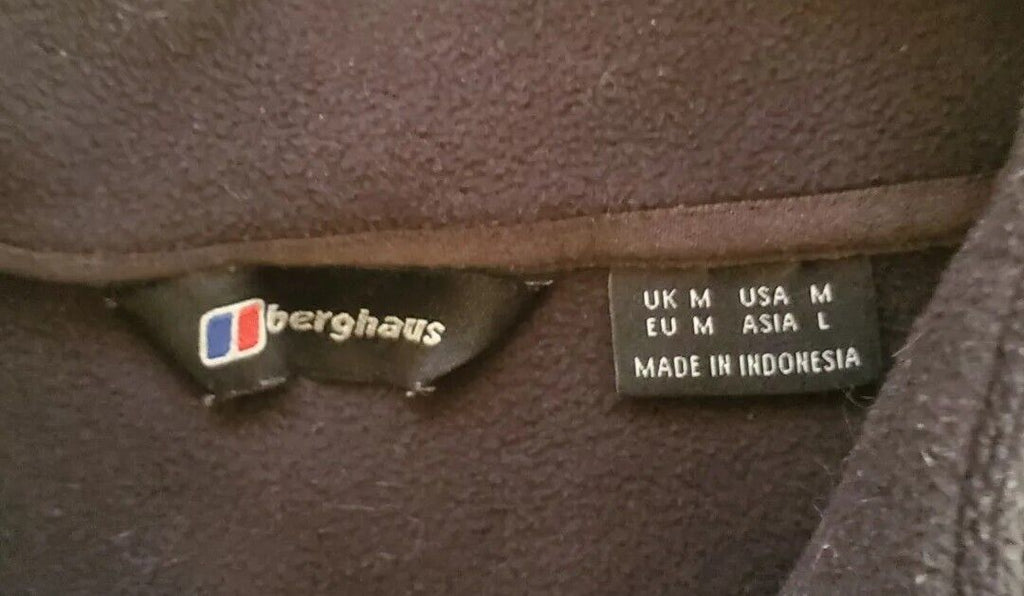 berghaus
UK M USA M
EU M ASIA L
MADE IN INDONESIA